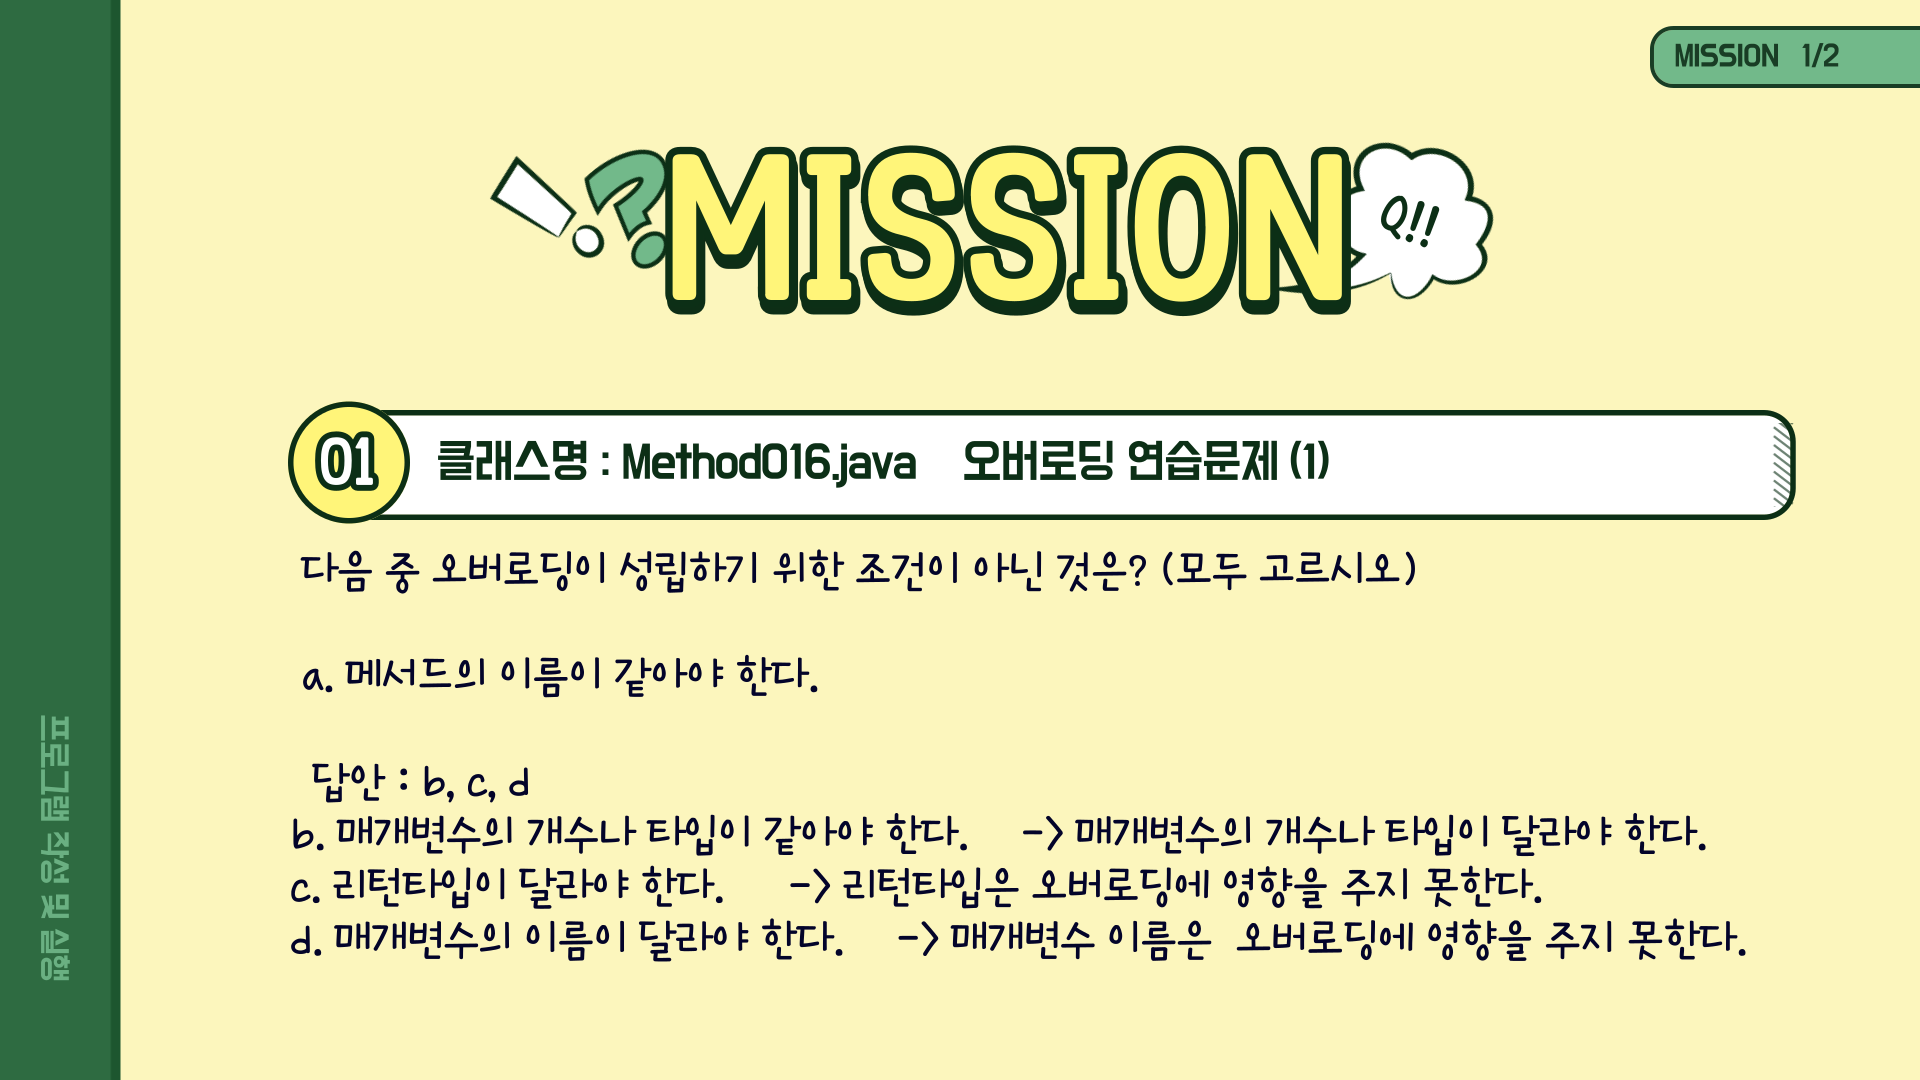 MISSION 1/2
MISSION
Q!!
01 클래스명 : Method016.java 오버로딩 연습문제 (1)
다음 중 오버로딩이 성립하기 위한 조건이 아닌 것은? (모두 고르시오)
a. 메서드의 이름이 같아야 한다.
답안 : b, c, d
b. 매개변수의 개수나 타입이 같아야 한다. -> 매개변수의 개수나 타입이 달라야 한다.
c. 리턴타입이 달라야 한다. -> 리턴타입은 오버로딩에 영향을 주지 못한다.
d. 매개변수의 이름이 달라야 한다. -> 매개변수 이름은 오버로딩에 영향을 주지 못한다.
프로그램 작성 및 실행